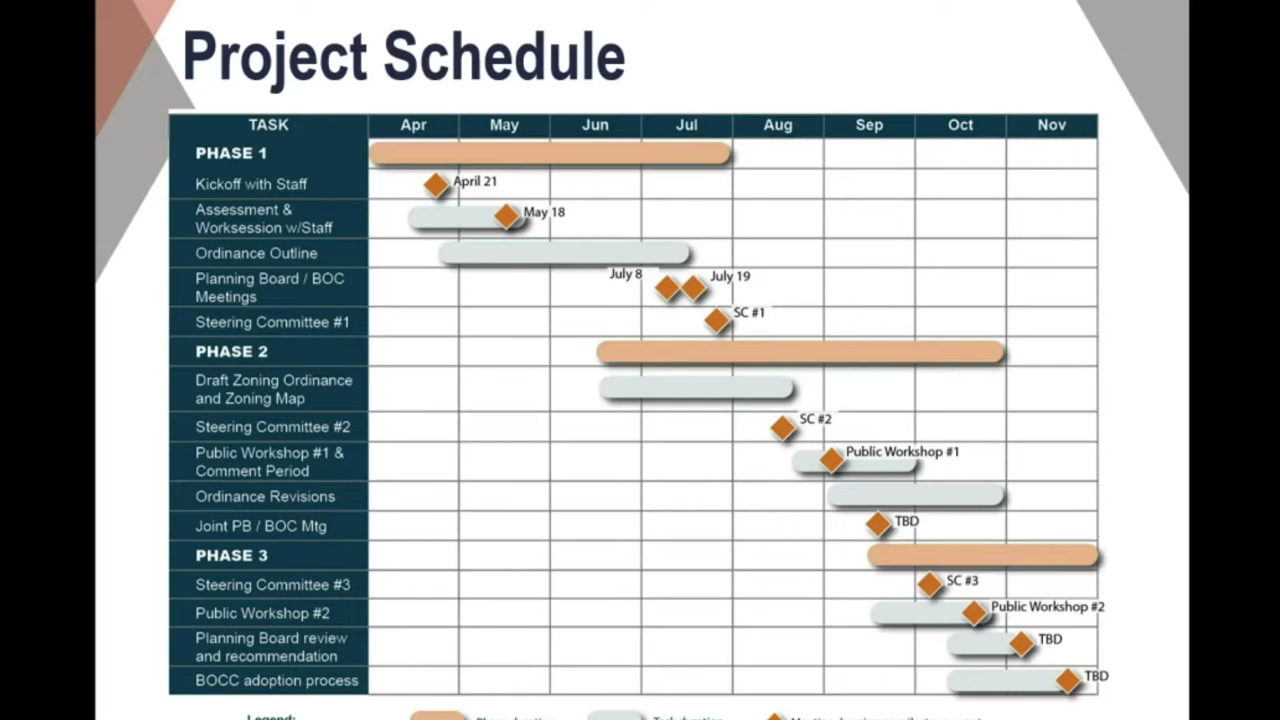 Project Schedule
TASK Apr May Jun Jul Aug Sep Oct Nov
PHASE 1
Kickoff with Staff April 21
Assessment &
Worksession w/Staff May 18
Ordinance Outline
Planning Board / BOC
Meetings July 8 July 19
Steering Committee #1 SC #1
PHASE 2
Draft Zoning Ordinance
and Zoning Map
Steering Committee #2 SC #2
Public Workshop #1 &
Comment Period Public Workshop #1
Ordinance Revisions
Joint PB / BOC Mtg TBD
PHASE 3
Steering Committee #3 SC #3
Public Workshop #2 Public Workshop #2
Planning Board review
and recommendation TBD
BOCC adoption process TBD
Legend: